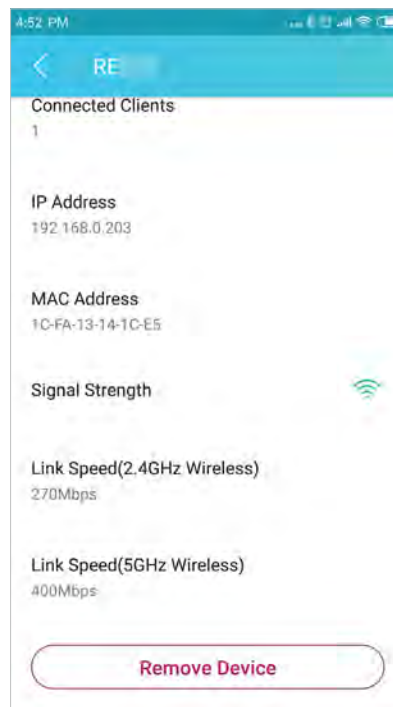 4:52 PM
RE
Connected Clients
1
IP Address
192.168.0.203
MAC Address
1C-FA-13-14-1C-E5
Signal Strength
Link Speed(2.4GHz Wireless)
270Mbps
Link Speed(5GHz Wireless)
400Mbps
Remove Device